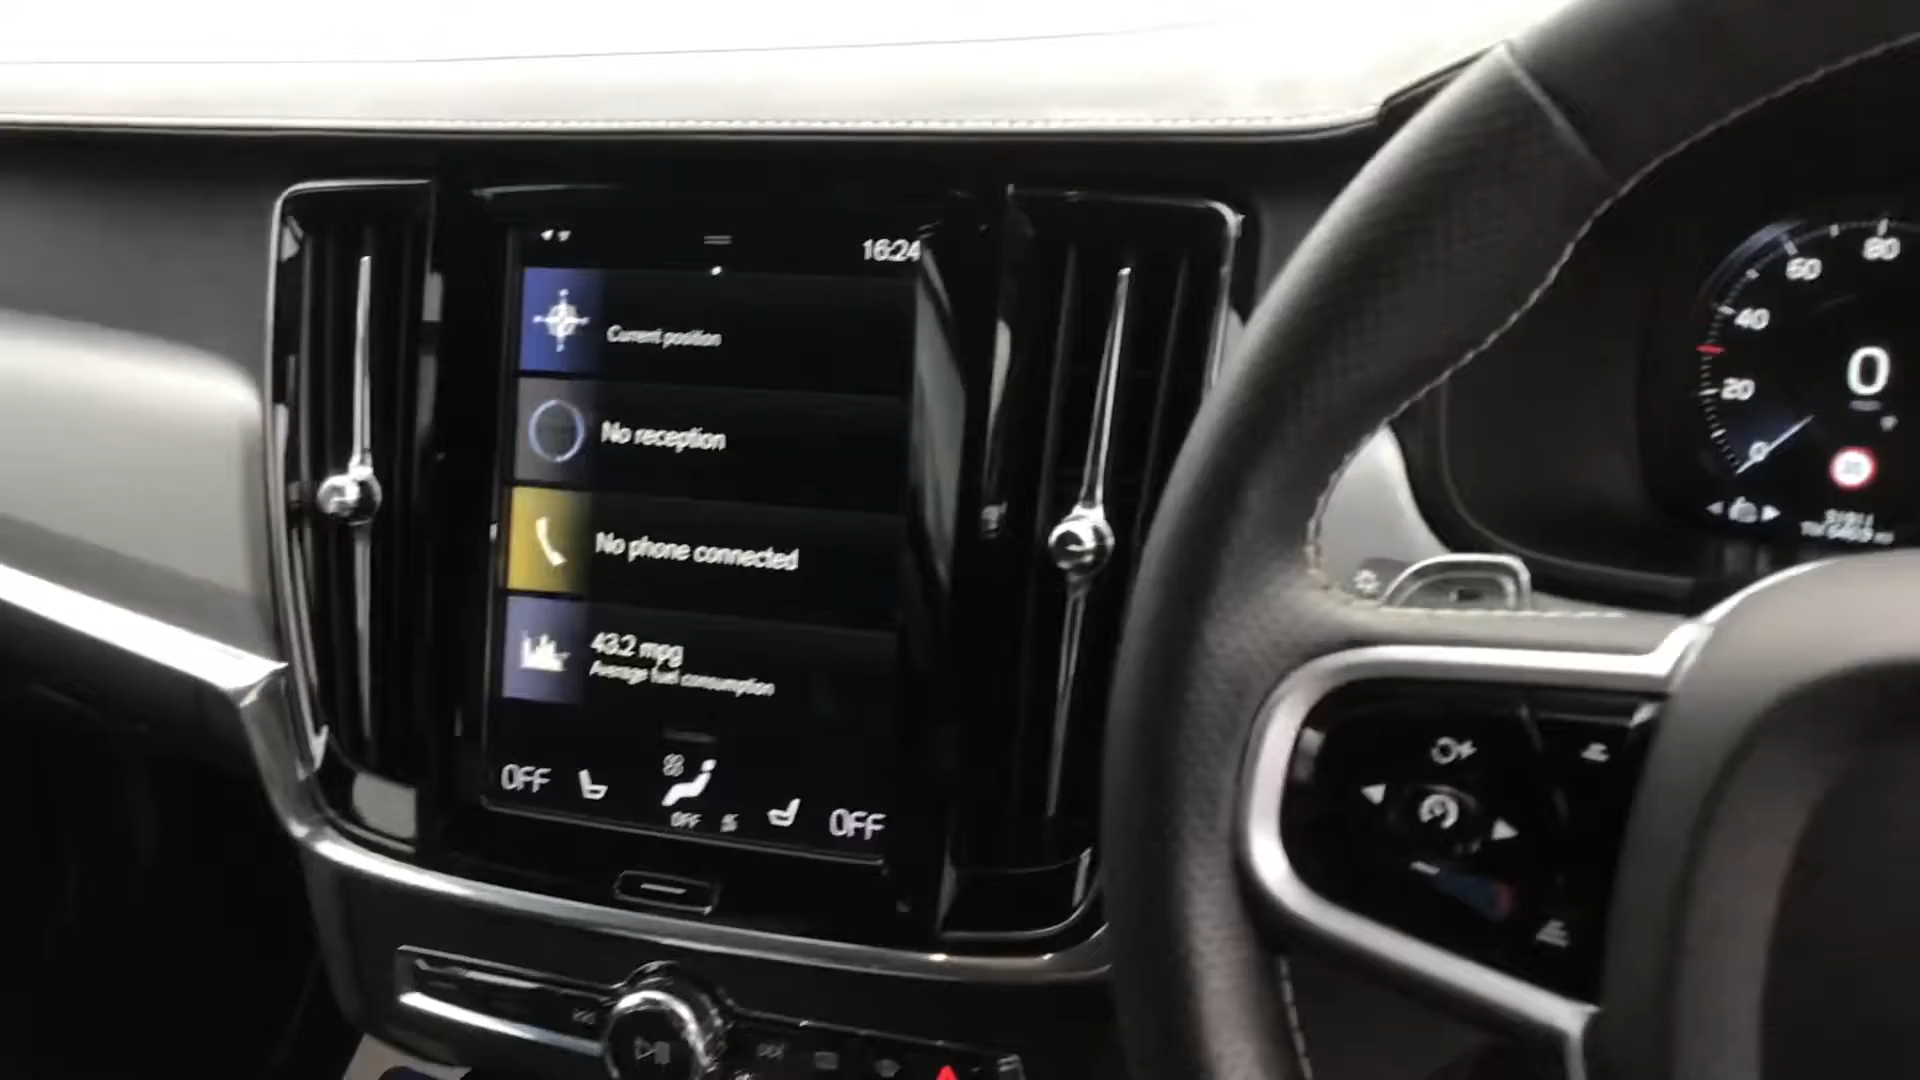 16:24
Current position
No reception
No phone connected
43.2 mpg
Average fuel consumption
OFF
OFF
OFF
80
60
40
20
0
0